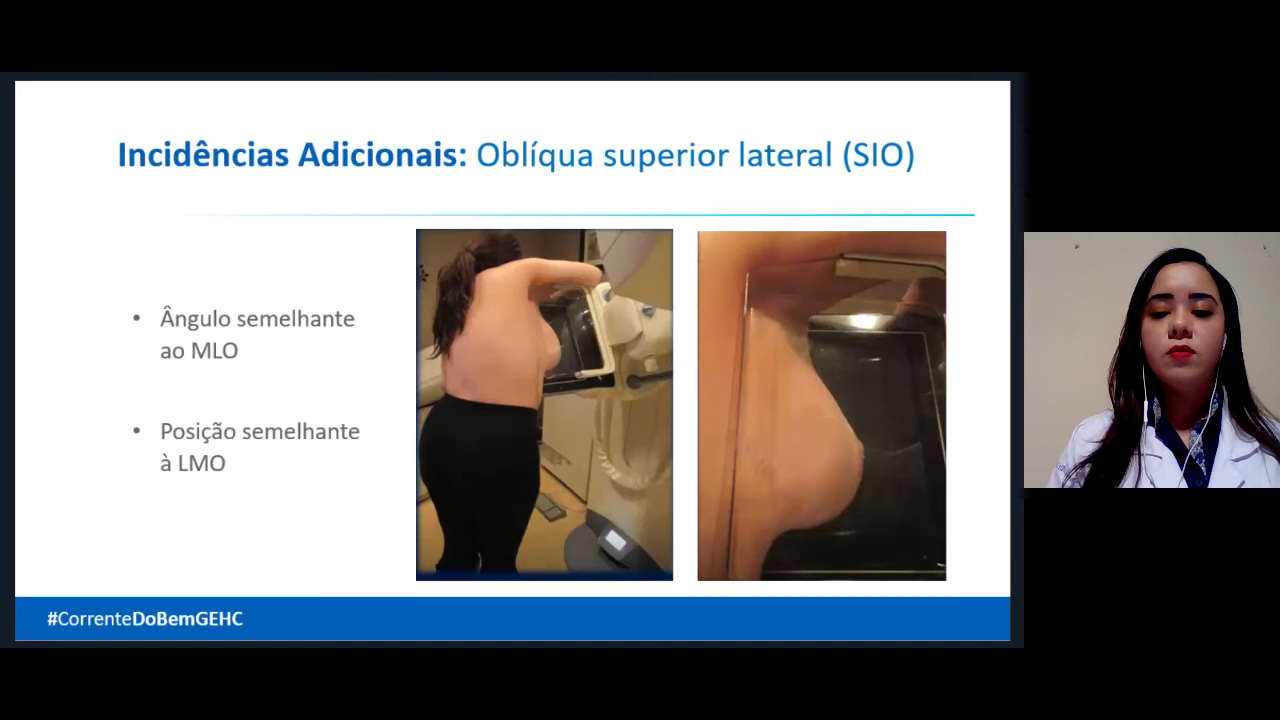 Incidências Adicionais: Oblíqua superior lateral (SIO)
• Ângulo semelhante
ao MLO
• Posição semelhante
à LMO
#CorrenteDoBemGEHC